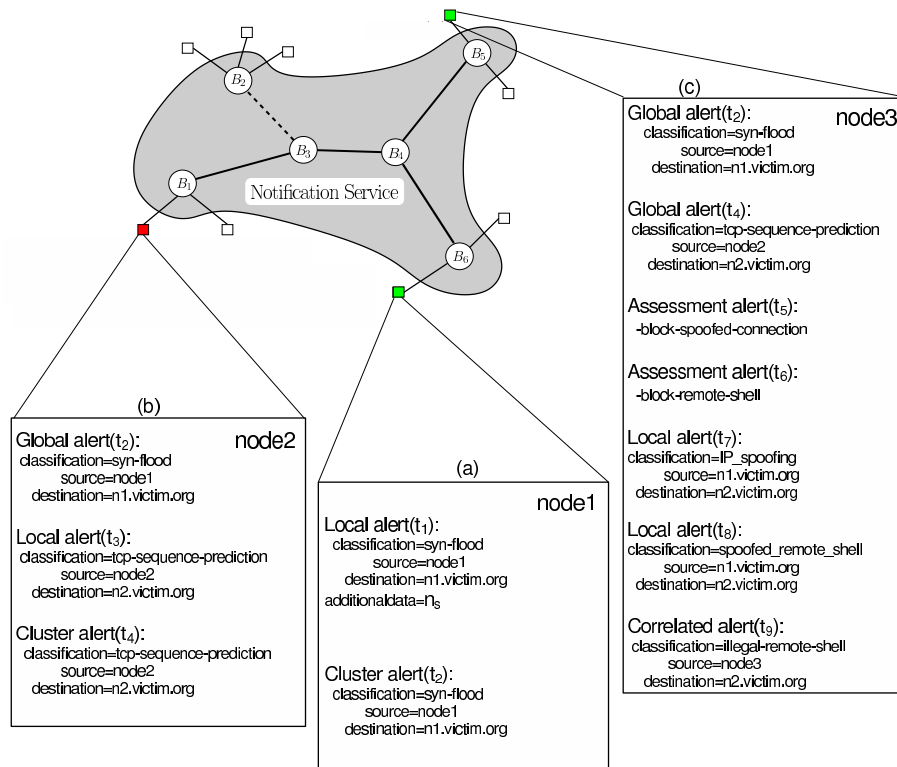 B2
B5
B3
B4
B1
Notification Service
B6
(c)
node3
Global alert(t2):
classification=syn-flood
source=node1
destination=n1.victim.org
Global alert(t4):
classification=tcp-sequence-prediction
source=node2
destination=n2.victim.org
Assessment alert(t5):
-block-spoofed-connection
Assessment alert(t6):
-block-remote-shell
Local alert(t7):
classification=IP_spoofing
source=n1.victim.org
destination=n2.victim.org
Local alert(t8):
classification=spoofed_remote_shell
source=n1.victim.org
destination=n2.victim.org
Correlated alert(t9):
classification=illegal-remote-shell
source=node3
destination=n2.victim.org
(b)
node2
Global alert(t2):
classification=syn-flood
source=node1
destination=n1.victim.org
Local alert(t3):
classification=tcp-sequence-prediction
source=node2
destination=n2.victim.org
Cluster alert(t4):
classification=tcp-sequence-prediction
source=node2
destination=n2.victim.org
(a)
node1
Local alert(t1):
classification=syn-flood
source=node1
destination=n1.victim.org
additionaldata=ns
Cluster alert(t2):
classification=syn-flood
source=node1
destination=n1.victim.org